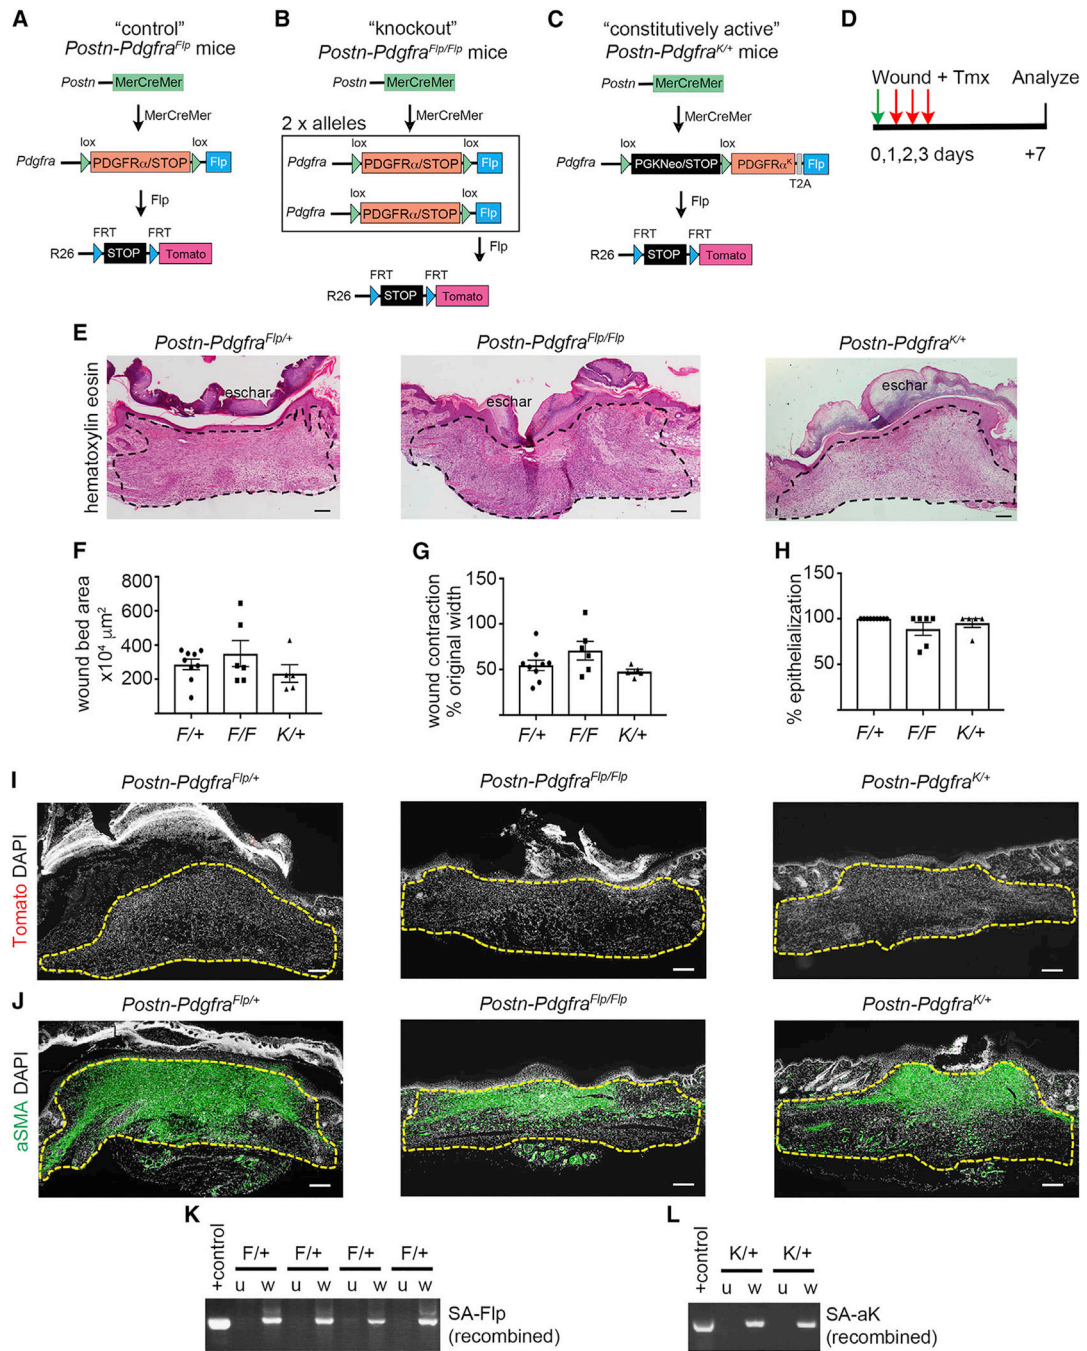 A
"control"
Postn-Pdgfra^Flp mice
Postn
MerCreMer
MerCreMer
lox
lox
Pdgfra
PDGFRα/STOP
Flp
Flp
FRT
FRT
R26
STOP
Tomato
B
"knockout"
Postn-Pdgfra^Flp/Flp mice
Postn
MerCreMer
MerCreMer
2 x alleles
lox
lox
Pdgfra
PDGFRα/STOP
Flp
lox
lox
Pdgfra
PDGFRα/STOP
Flp
Flp
FRT
FRT
R26
STOP
Tomato
C
"constitutively active"
Postn-Pdgfra^K/+ mice
Postn
MerCreMer
MerCreMer
lox
lox
Pdgfra
PGKNeo/STOP
PDGFRα^K
Flp
T2A
Flp
FRT
FRT
R26
STOP
Tomato
D
Wound + Tmx
Analyze
0,1,2,3 days
+7
E
Postn-Pdgfra^Flp/+
Postn-Pdgfra^Flp/Flp
Postn-Pdgfra^K/+
hematoxylin eosin
eschar
eschar
eschar
F
wound bed area
x10^4 μm^2
800
600
400
200
F/+
F/F
K/+
G
wound contraction
% original width
150
100
50
F/+
F/F
K/+
H
% epithelialization
150
100
50
F/+
F/F
K/+
I
Postn-Pdgfra^Flp/+
Postn-Pdgfra^Flp/Flp
Postn-Pdgfra^K/+
Tomato DAPI
J
Postn-Pdgfra^Flp/+
Postn-Pdgfra^Flp/Flp
Postn-Pdgfra^K/+
aSMA DAPI
K
+control
F/+
F/+
F/+
F/+
u w u w u w u w
SA-Flp
(recombined)
L
+control
K/+
K/+
u w u w
SA-aK
(recombined)